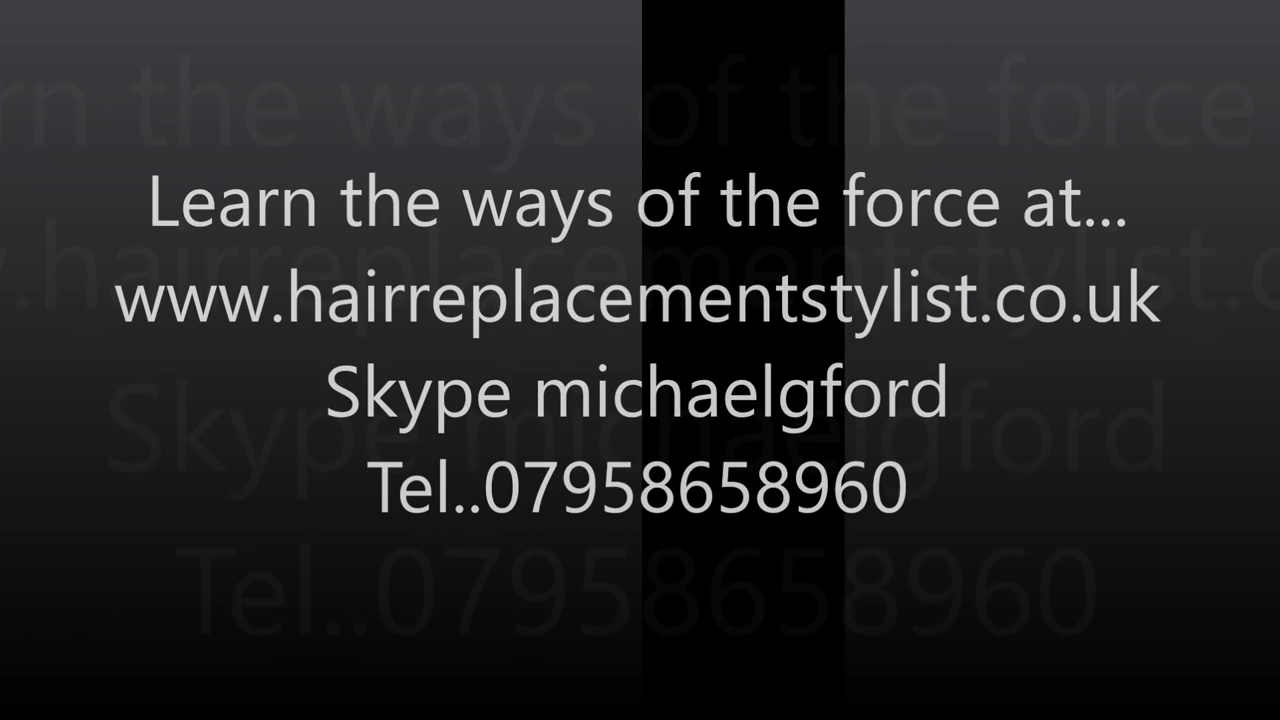 Learn the ways of the force at...
www.hairreplacementstylist.co.uk
Skype michaelgford
Tel..07958658960